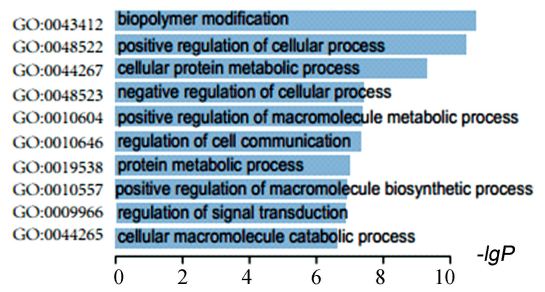 GO:0043412 biopolymer modification
GO:0048522 positive regulation of cellular process
GO:0044267 cellular protein metabolic process
GO:0048523 negative regulation of cellular process
GO:0010604 positive regulation of macromolecule metabolic process
GO:0010646 regulation of cell communication
GO:0019538 protein metabolic process
GO:0010557 positive regulation of macromolecule biosynthetic process
GO:0009966 regulation of signal transduction
GO:0044265 cellular macromolecule catabolic process
0 2 4 6 8 10 -lgP